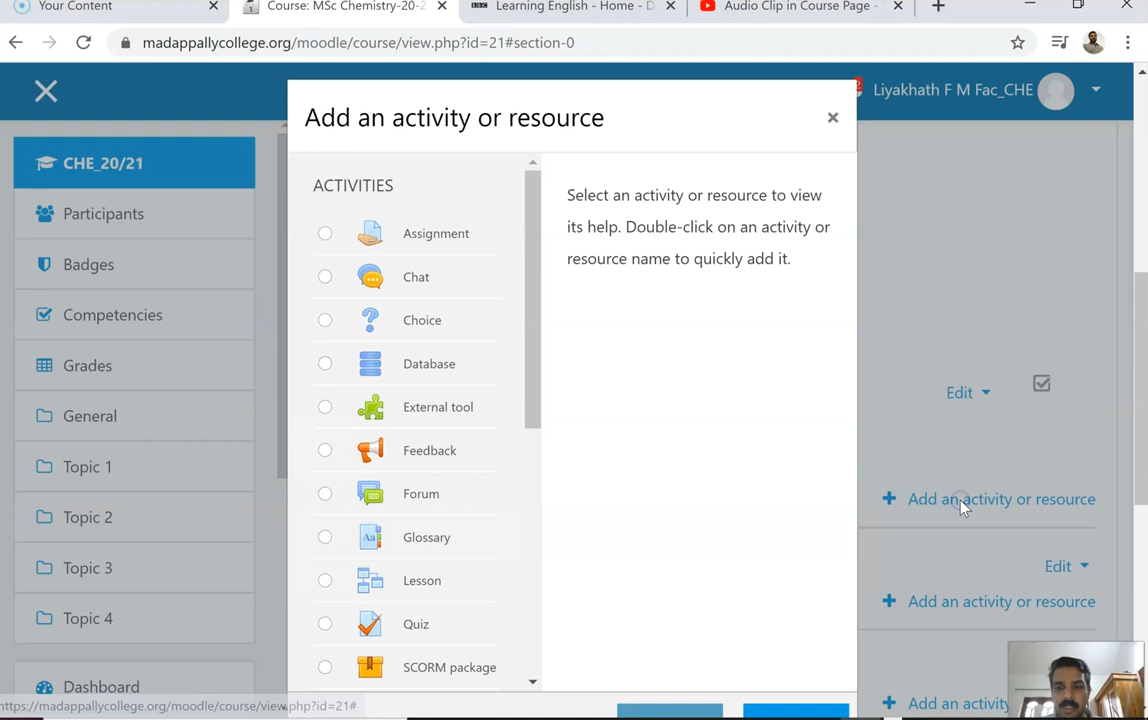 Your Content
Course: MSc Chemistry-20-2
Learning English - Home - D
Audio Clip in Course Page -
madappallycollege.org/moodle/course/view.php?id=21#section-0
Liyakhath F M Fac_CHE
Add an activity or resource
CHE_20/21
Participants
Badges
Competencies
Grades
General
Topic 1
Topic 2
Topic 3
Topic 4
Dashboard
https://madappallycollege.org/moodle/course/view.php?id=21#
ACTIVITIES
Assignment
Chat
Choice
Database
External tool
Feedback
Forum
Glossary
Lesson
Quiz
SCORM package
Select an activity or resource to view
its help. Double-click on an activity or
resource name to quickly add it.
Edit
Add an activity or resource
Edit
Add an activity or resource
Add an activity